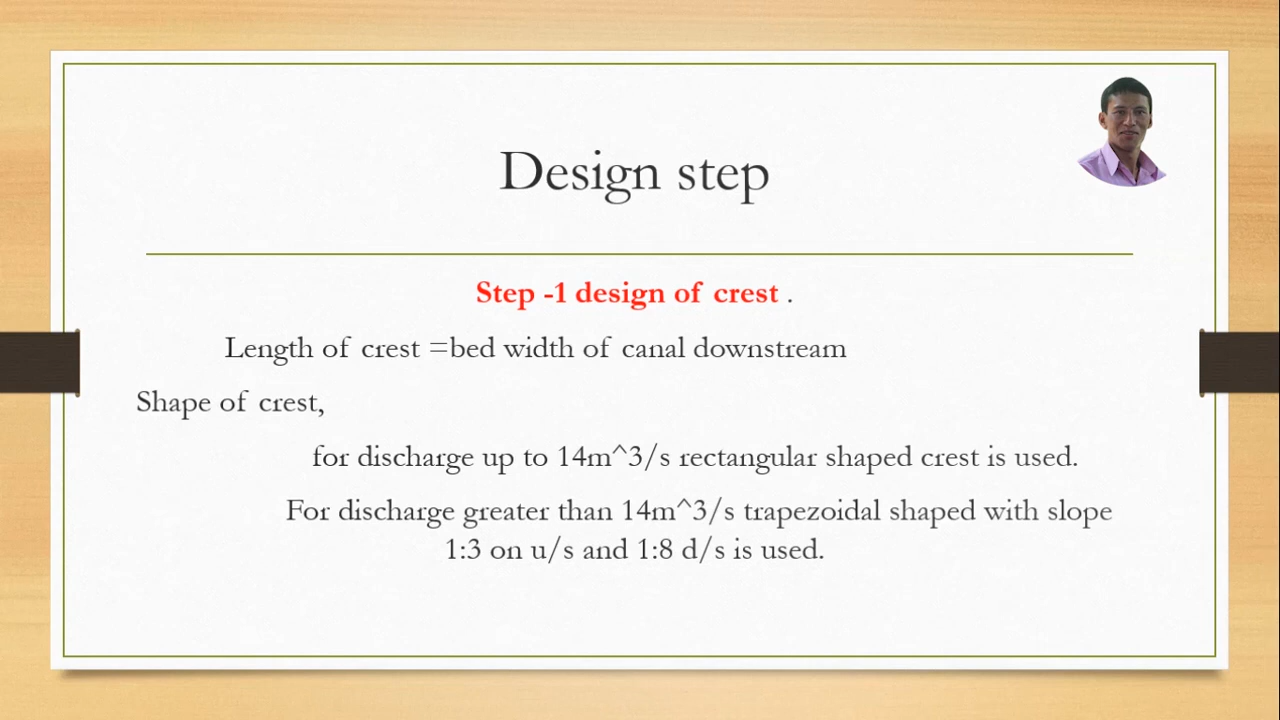 Design step
Step -1 design of crest .
Length of crest =bed width of canal downstream
Shape of crest,
for discharge up to 14m^3/s rectangular shaped crest is used.
For discharge greater than 14m^3/s trapezoidal shaped with slope
1:3 on u/s and 1:8 d/s is used.